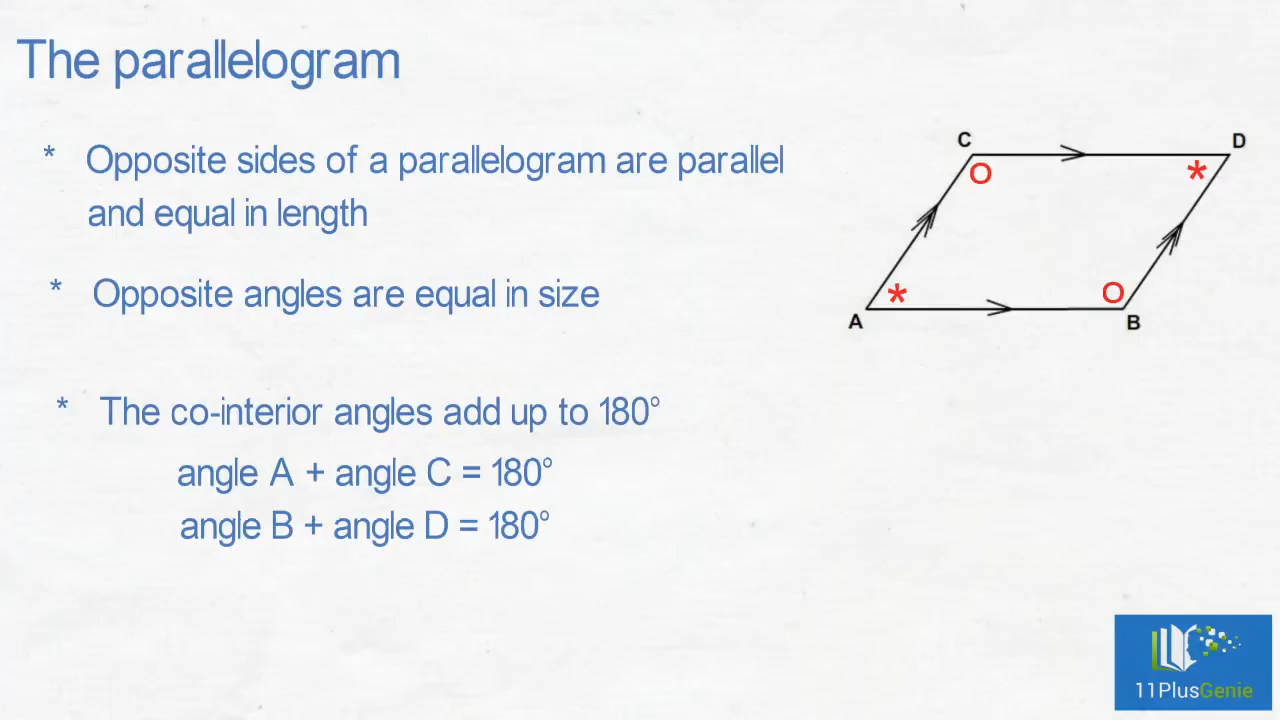 The parallelogram
* Opposite sides of a parallelogram are parallel
and equal in length
* Opposite angles are equal in size
* The co-interior angles add up to 180°
angle A + angle C = 180°
angle B + angle D = 180°
C
D
O
*
*
O
A
B
11PlusGenie